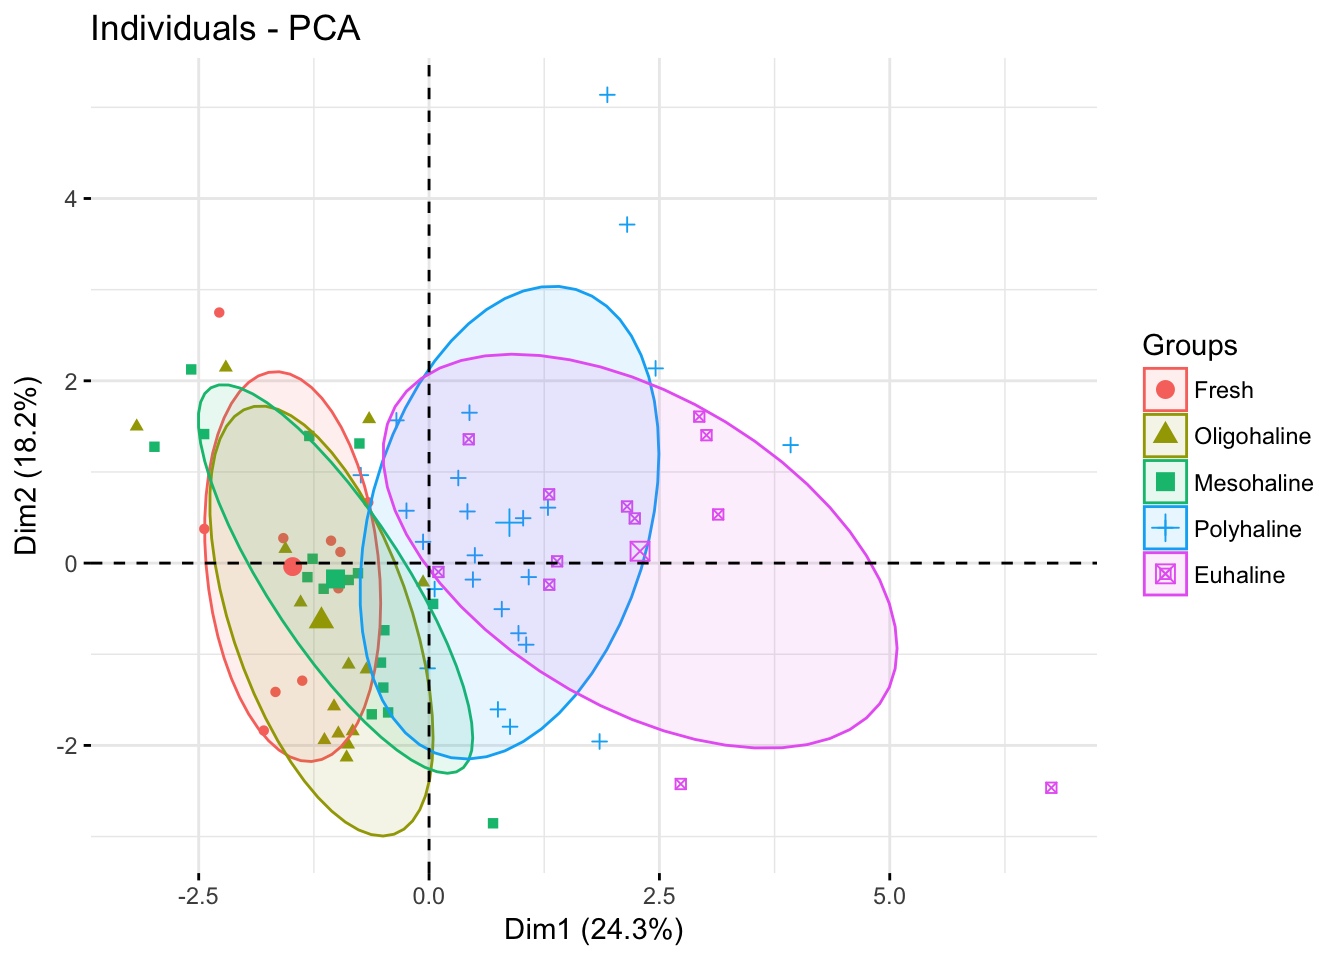 Individuals - PCA
4
2
0
-2
Dim2 (18.2%)
-2.5
0.0
2.5
5.0
Dim1 (24.3%)
Groups
Fresh
Oligohaline
Mesohaline
Polyhaline
Euhaline